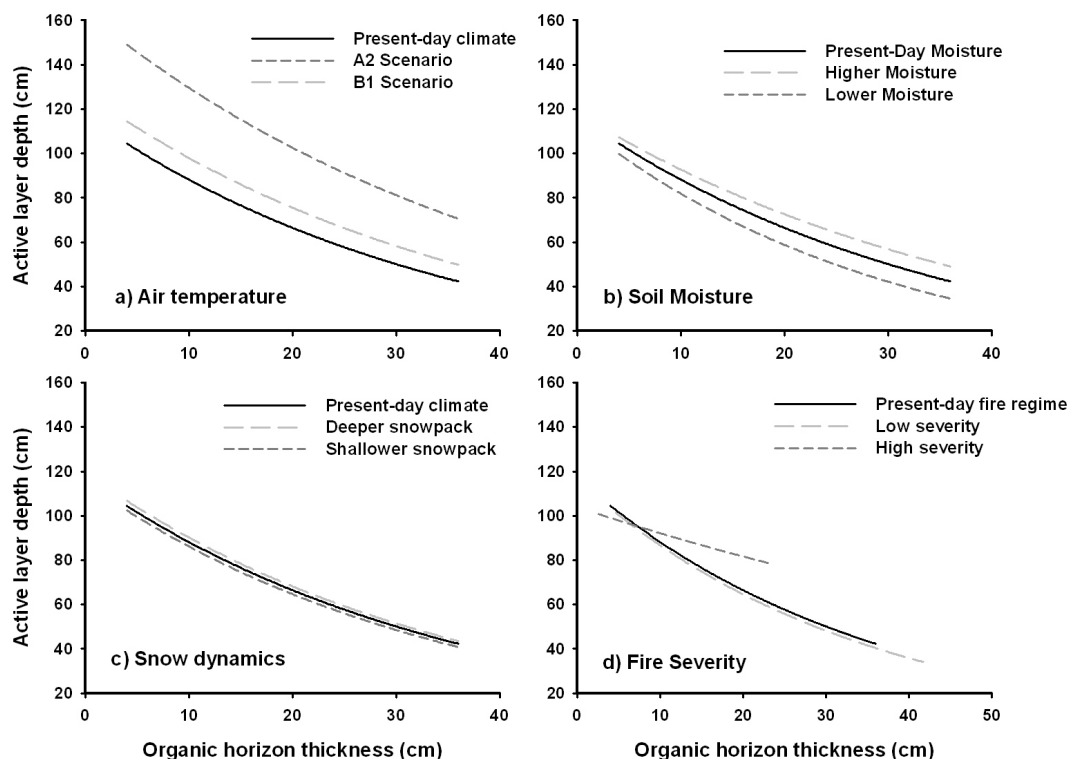 160
140
120
100
80
60
40
20
0
10
20
30
40
Active layer depth (cm)
Present-day climate
A2 Scenario
B1 Scenario
a) Air temperature
160
140
120
100
80
60
40
20
0
10
20
30
40
Present-Day Moisture
Higher Moisture
Lower Moisture
b) Soil Moisture
160
140
120
100
80
60
40
20
0
10
20
30
40
Active layer depth (cm)
Present-day climate
Deeper snowpack
Shallower snowpack
c) Snow dynamics
Organic horizon thickness (cm)
160
140
120
100
80
60
40
20
0
10
20
30
40
50
Present-day fire regime
Low severity
High severity
d) Fire Severity
Organic horizon thickness (cm)